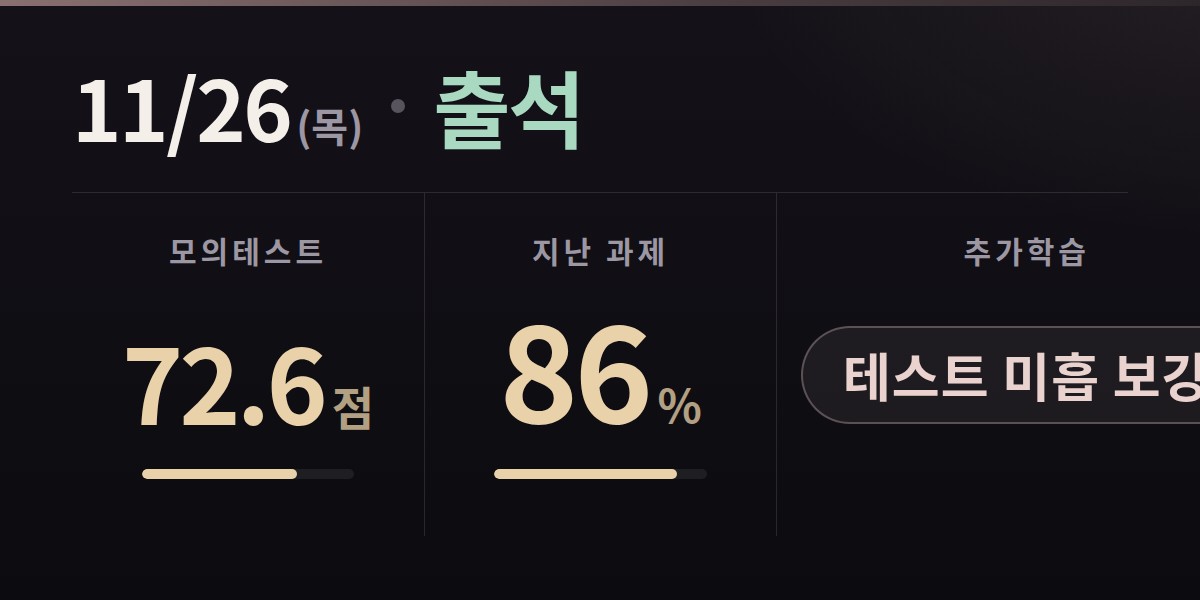 11/26 (목) • 출석
모의테스트 지난 과제 추가학습
72.6점 86% 테스트 미흡 보강